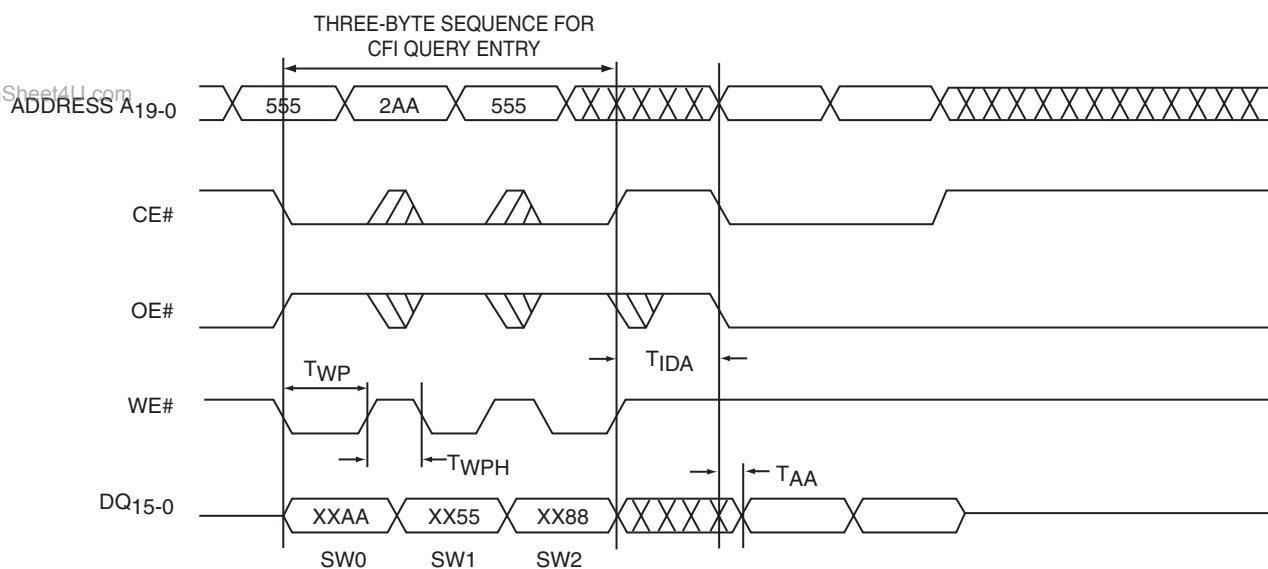 THREE-BYTE SEQUENCE FOR
CFI QUERY ENTRY
aSheet4U.com
ADDRESS A19-0
555 2AA 555
CE#
OE#
TIDA
TWP
WE#
TWPH
TAA
DQ15-0
XXAA XX55 XX88
SW0 SW1 SW2